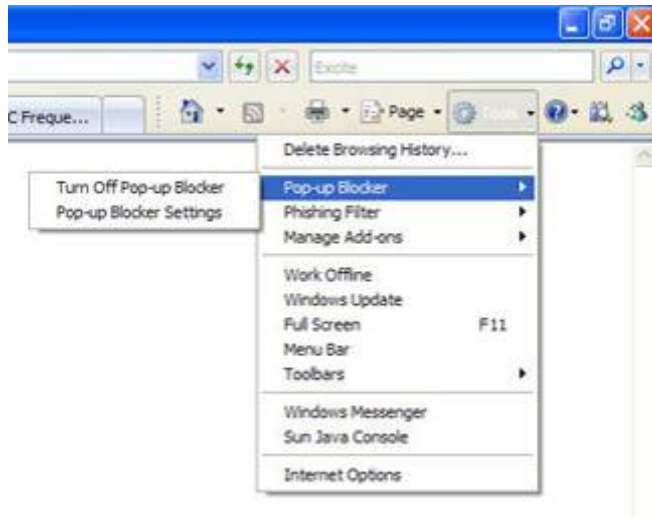 Excite
C Freque...
Page
Tools
Delete Browsing History...
Turn Off Pop-up Blocker
Pop-up Blocker
Pop-up Blocker Settings
Phishing Filter
Manage Add-ons
Work Offline
Windows Update
Full Screen F11
Menu Bar
Toolbars
Windows Messenger
Sun Java Console
Internet Options